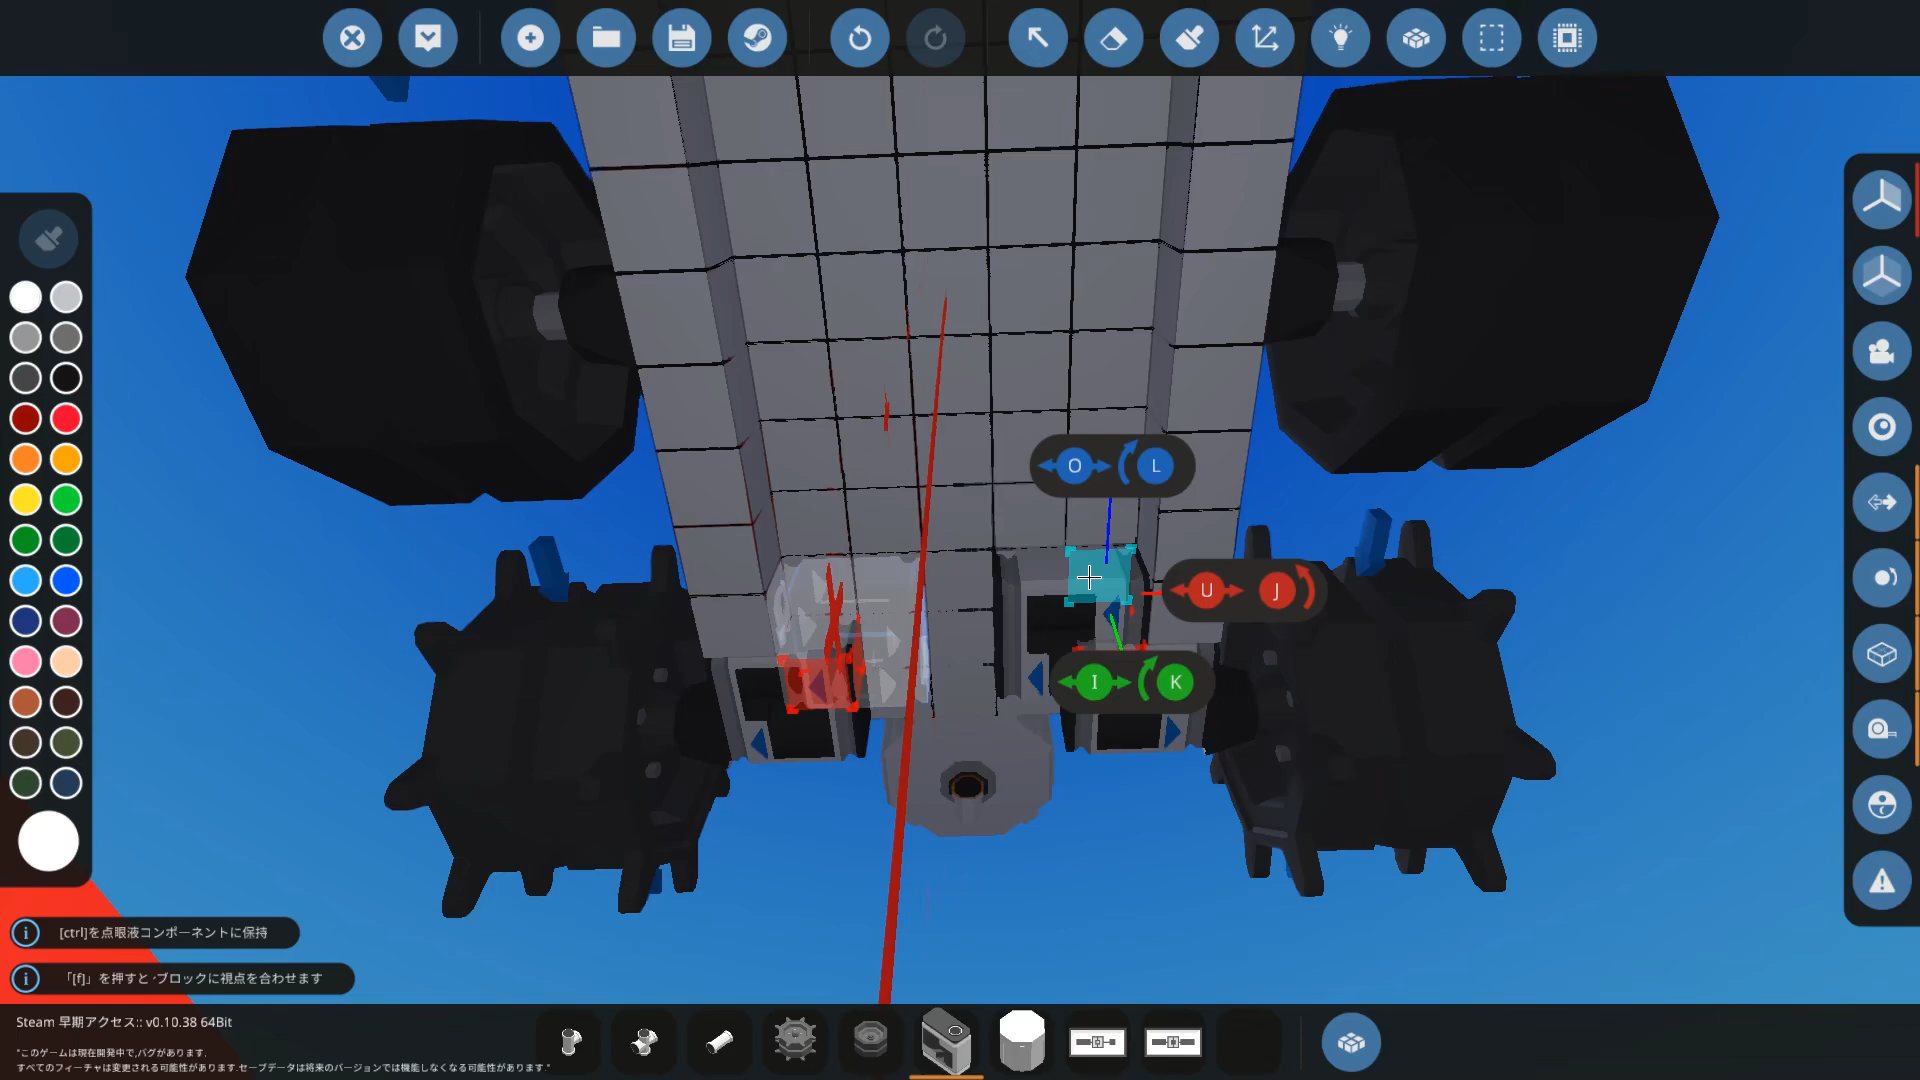 O
L
U
J
I
K
[ctrl]を点眼液コンポーネントに保持
「[f]」を押すと·ブロックに視点を合わせます
Steam 早期アクセス:: v0.10.38 64Bit
"このゲームは現在開発中で,バグがあります.
すべてのフィーチャは変更される可能性があります.セーブデータは将来のバージョンでは機能しなくなる可能性があります."